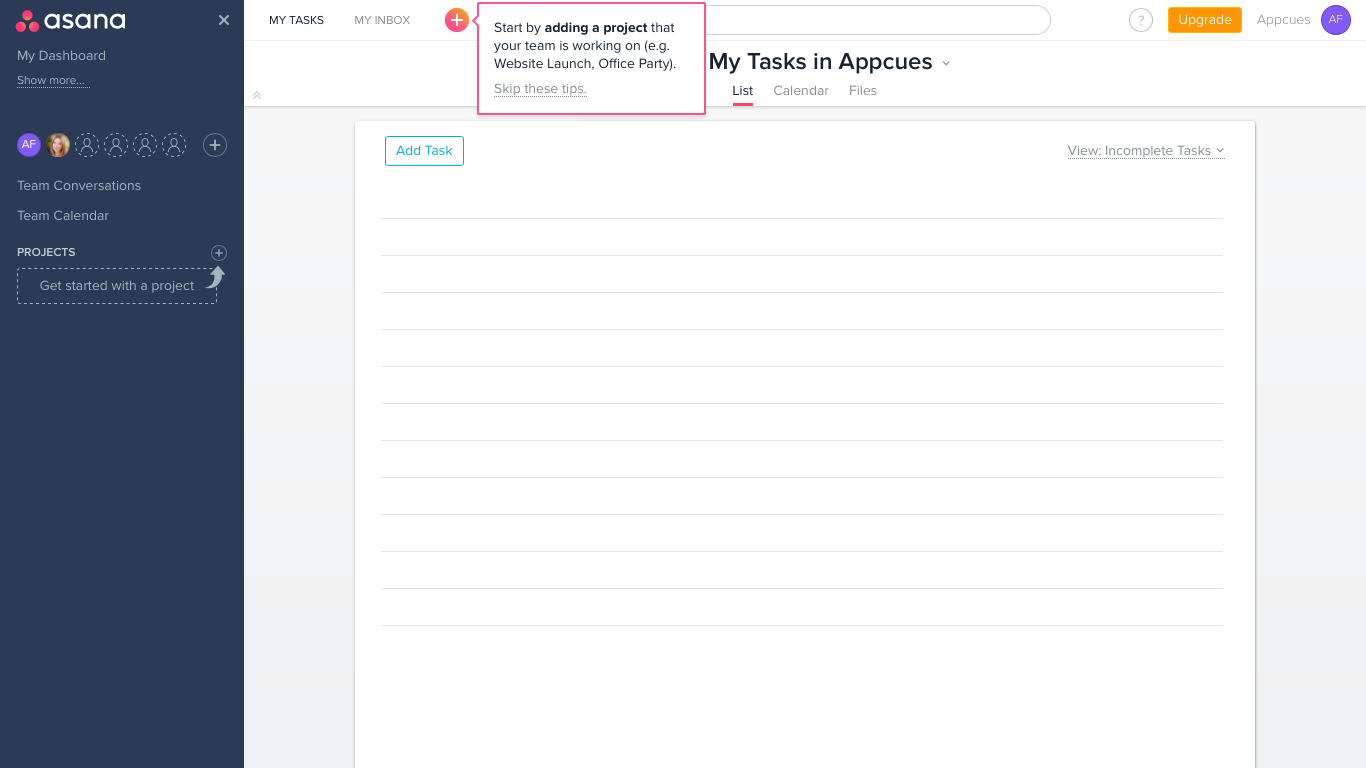 asana
My Dashboard
Show more...
AF
Team Conversations
Team Calendar
PROJECTS
Get started with a project
MY TASKS
MY INBOX
Start by adding a project that
your team is working on (e.g.
Website Launch, Office Party).
Skip these tips.
?
Upgrade
Appcues
AF
My Tasks in Appcues
List
Calendar
Files
Add Task
View: Incomplete Tasks